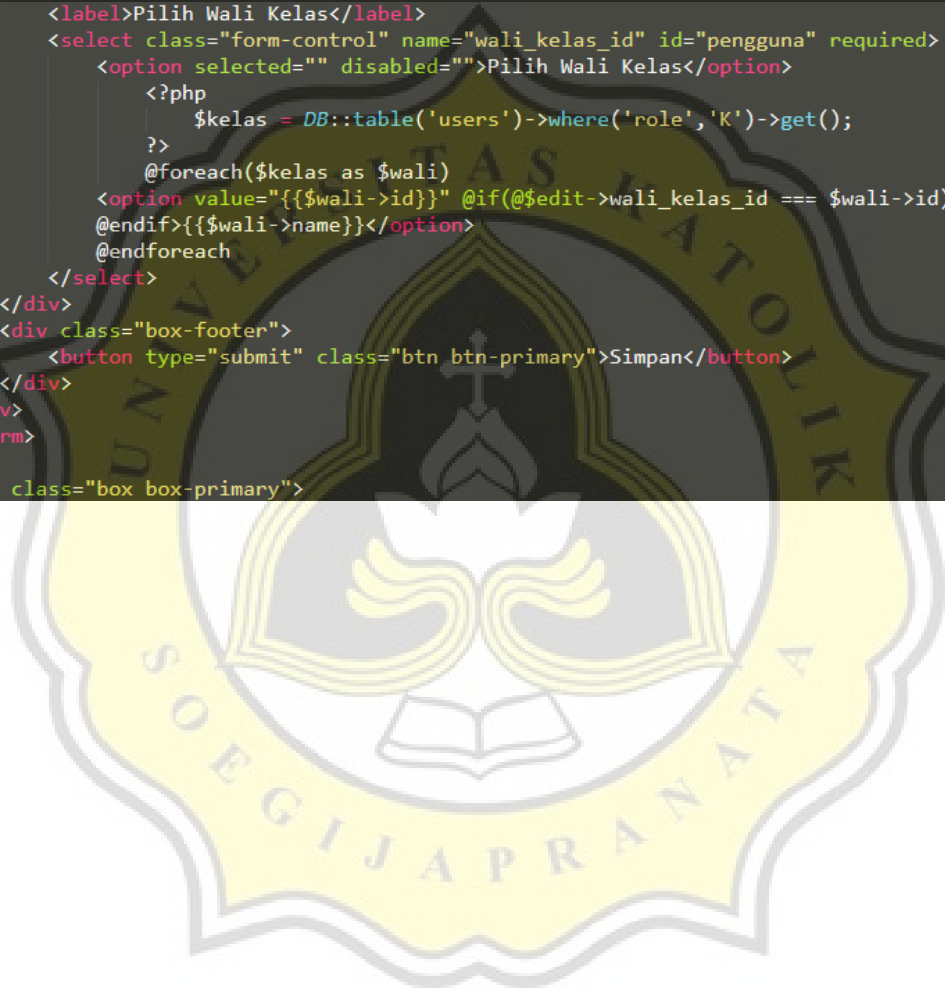 <label>Pilih Wali Kelas</label>
<select class="form-control" name="wali_kelas_id" id="pengguna" required>
<option selected="" disabled="">Pilih Wali Kelas</option>
<?php
$kelas = DB::table('users')->where('role','K')->get();
?>
@foreach($kelas as $wali)
<option value="{{$wali->id}}" @if(@$edit->wali_kelas_id === $wali->id)
@endif>{{$wali->name}}</option>
@endforeach
</select>
</div>
<div class="box-footer">
<button type="submit" class="btn btn-primary">Simpan</button>
</div>
v>
rm>
class="box box-primary">
UNIVERSITAS KATOLIK
SOEGIJAPRANATA